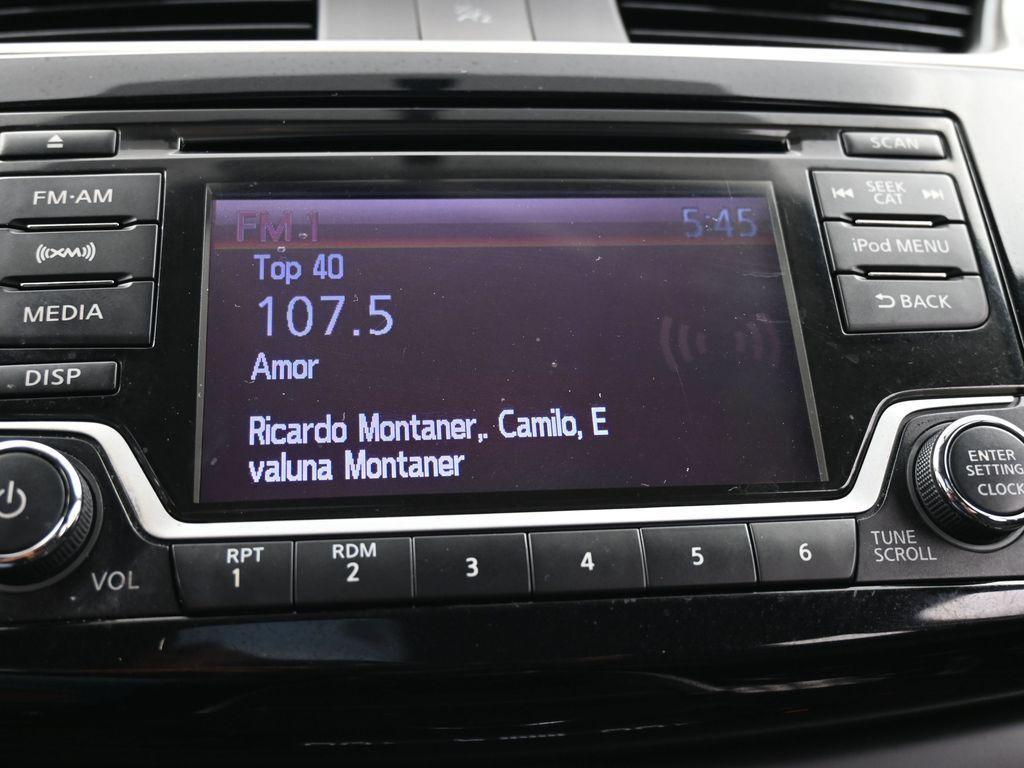 SCAN
FM·AM
SEEK
CAT
((XM))
iPod MENU
MEDIA
BACK
DISP
FM 1
5:45
Top 40
107.5
Amor
Ricardo Montaner,. Camilo, E
valuna Montaner
ENTER
SETTING
CLOCK
TUNE
SCROLL
VOL
RPT
1
RDM
2
3
4
5
6